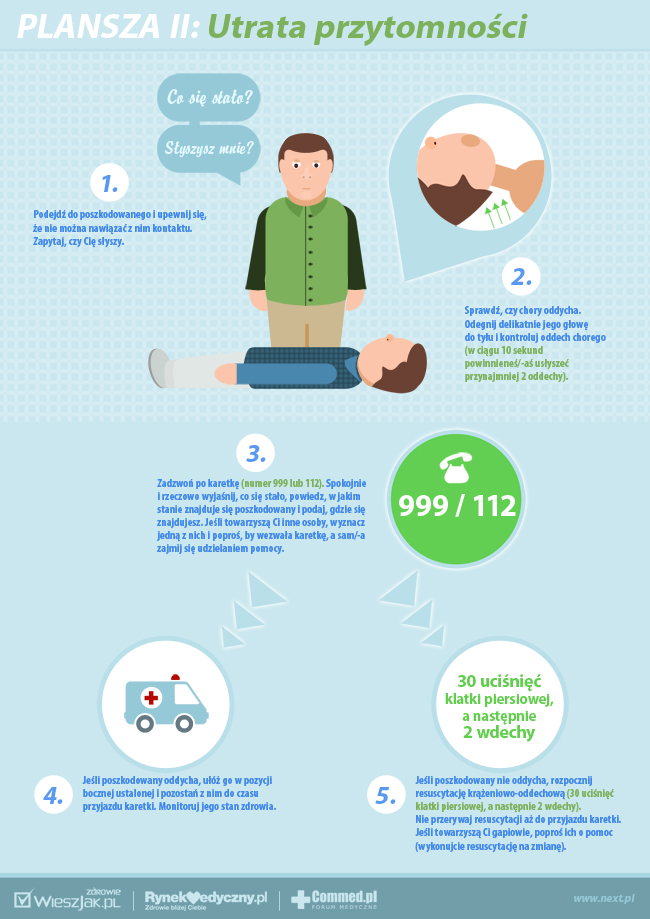 PLANSZA II: Utrata przytomności
Co się stało?
Słyszysz mnie?
1.
Podejdź do poszkodowanego i upewnij się,
że nie można nawiązać z nim kontaktu.
Zapytaj, czy Cię słyszy.
2.
Sprawdź, czy chory oddycha.
Odegnij delikatnie jego głowę
do tyłu i kontroluj oddech chorego
(w ciągu 10 sekund
powinnieneś/-aś usłyszeć
przynajmniej 2 oddechy).
3.
Zadzwoń po karetkę (numer 999 lub 112). Spokojnie
i rzeczowo wyjaśnij, co się stało, powiedz, w jakim
stanie znajduje się poszkodowany i podaj, gdzie się
znajdujesz. Jeśli towarzyszą Ci inne osoby, wyznacz
jedną z nich i poproś, by wezwała karetkę, a sam/-a
zajmij się udzielaniem pomocy.
999 / 112
30 uciśnięć
klatki piersiowej,
a następnie
2 wdechy
4.
Jeśli poszkodowany oddycha, ułóż go w pozycji
bocznej ustalonej i pozostań z nim do czasu
przyjazdu karetki. Monitoruj jego stan zdrowia.
5.
Jeśli poszkodowany nie oddycha, rozpocznij
resuscytację krążeniowo-oddechową (30 uciśnięć
klatki piersiowej, a następnie 2 wdechy).
Nie przerywaj resuscytacji aż do przyjazdu karetki.
Jeśli towarzyszą Ci gapiowie, poproś ich o pomoc
(wykonujcie resuscytację na zmianę).
ZDROWIE
WIESZJAK.PL
RynekMedyczny.pl
Zdrowie bliżej Ciebie
Commed.pl
FORUM MEDYCZNE
www.next.pl